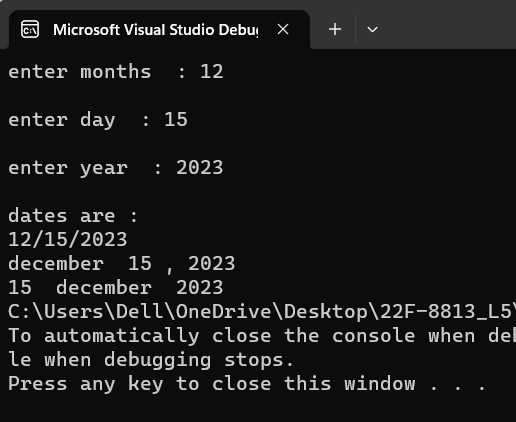 Microsoft Visual Studio Debug
enter months  : 12
enter day  : 15
enter year  : 2023
dates are :
12/15/2023
december  15 , 2023
15  december  2023
C:\Users\Dell\OneDrive\Desktop\22F-8813_L5\
To automatically close the console when deb
le when debugging stops.
Press any key to close this window . . .